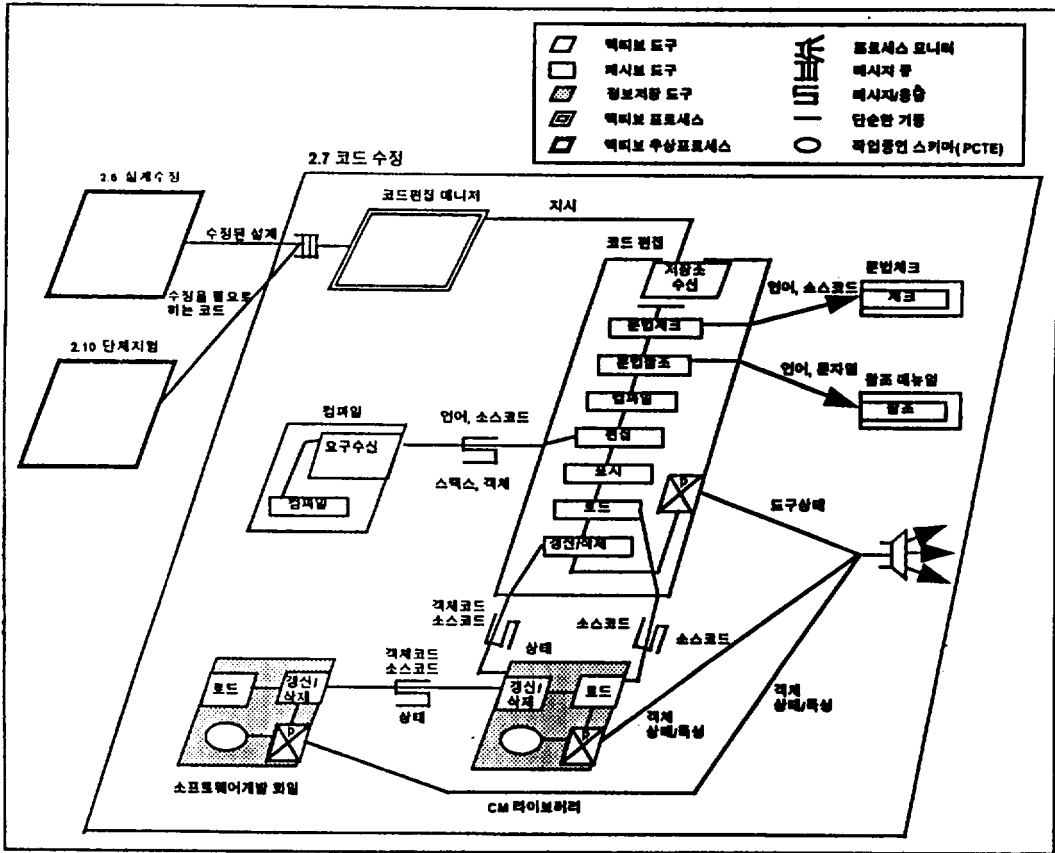 액티브 도구
패시브 도구
정보저장 도구
액티브 프로세스
액티브 추상프로세스
프로세스 모니터
메시지 큐
메시지/응답
단순한 기동
작업중인 스키마(PCTE)
2.7 코드 수정
2.6 설계수정
수정된 설계
수정을 필요로
하는 코드
2.10 단체시험
코드편집 매니저
지시
코드 편집
저장조
수신
문법체크
문법참조
컴파일
편집
표시
로드
갱신/삭제
P
언어, 소스코드
문법체크
체크
언어, 문자열
참조 매뉴얼
참조
컴파일
요구수신
컴파일
언어, 소스코드
스택스, 객체
도구상태
객체코드
소스코드
상태
소스코드
소스코드
객체코드
소스코드
상태
로드
갱신/
삭제
P
소프트웨어개발 화일
갱신/
삭제
로드
P
객체
상태/특성
객체
상태/특성
CM 라이브러리